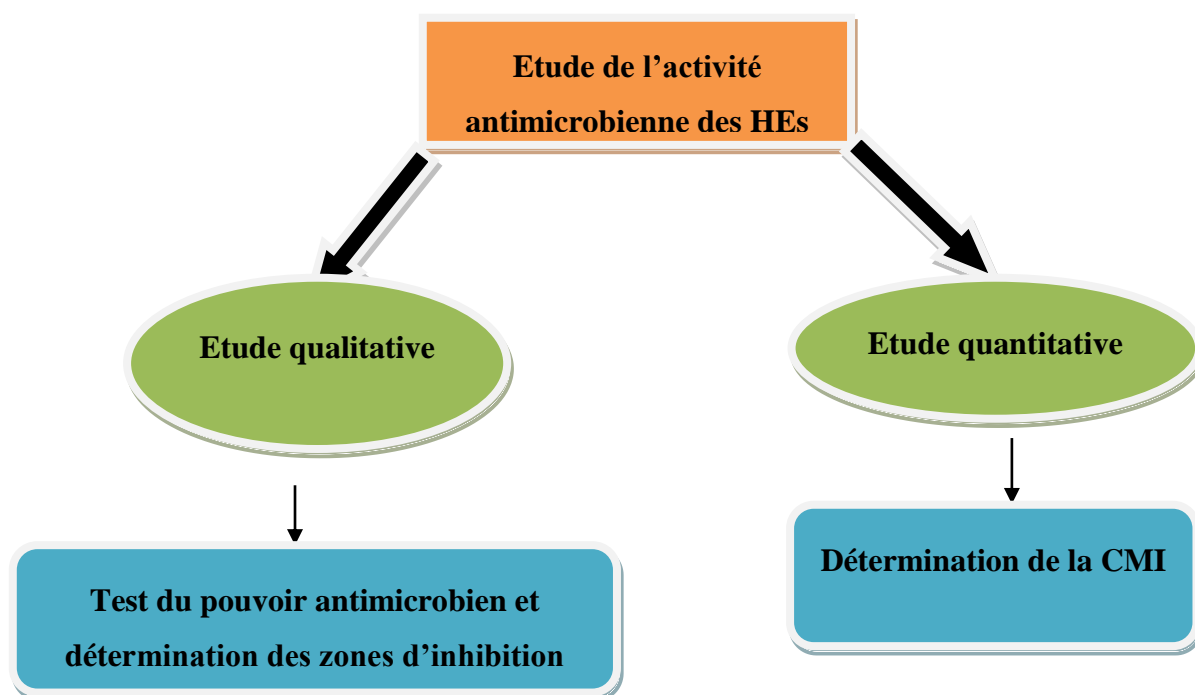 Etude de l’activité
antimicrobienne des HEs
Etude qualitative
Etude quantitative
Test du pouvoir antimicrobien et
détermination des zones d’inhibition
Détermination de la CMI